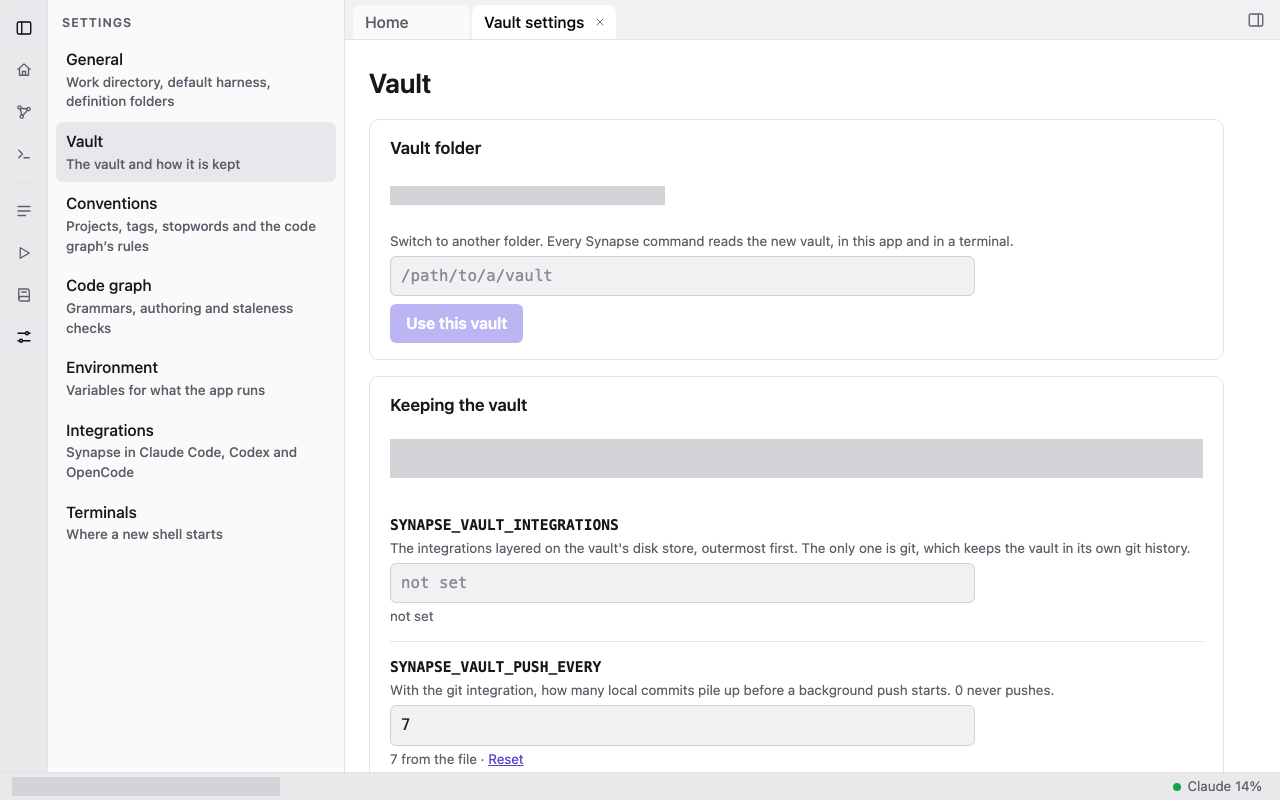 SETTINGS
General
Work directory, default harness,
definition folders
Vault
The vault and how it is kept
Conventions
Projects, tags, stopwords and the code
graph’s rules
Code graph
Grammars, authoring and staleness
checks
Environment
Variables for what the app runs
Integrations
Synapse in Claude Code, Codex and
OpenCode
Terminals
Where a new shell starts
Home
Vault settings
Vault
Vault folder
Switch to another folder. Every Synapse command reads the new vault, in this app and in a terminal.
/path/to/a/vault
Use this vault
Keeping the vault
SYNAPSE_VAULT_INTEGRATIONS
The integrations layered on the vault's disk store, outermost first. The only one is git, which keeps the vault in its own git history.
not set
not set
SYNAPSE_VAULT_PUSH_EVERY
With the git integration, how many local commits pile up before a background push starts. 0 never pushes.
7
7 from the file · Reset
Claude 14%